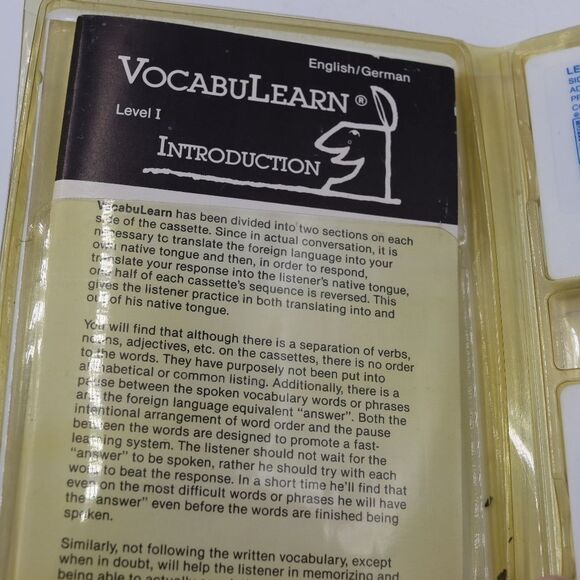 English/German
VOCABULEARN ®
Level I
INTRODUCTION
VocabuLearn has been divided into two sections on each
side of the cassette. Since in actual conversation, it is
necessary to translate the foreign language into your
own native tongue and then, in order to respond,
translate your response into the listener's native tongue,
one half of each cassette's sequence is reversed. This
gives the listener practice in both translating into and
out of his native tongue.
You will find that although there is a separation of verbs,
nouns, adjectives, etc. on the cassettes, there is no order
to the words. They have purposely not been put into
alphabetical or common listing. Additionally, there is a
pause between the spoken vocabulary words or phrases
and the foreign language equivalent "answer". Both the
intentional arrangement of word order and the pause
between the words are designed to promote a fast-
learning system. The listener should not wait for the
"answer" to be spoken, rather he should try with each
word to beat the response. In a short time he'll find that
even on the most difficult words or phrases he will have
the "answer" even before the words are finished being
spoken.
Similarly, not following the written vocabulary, except
when in doubt, will help the listener in memorizing and
LE
SID
AD
PR
CO